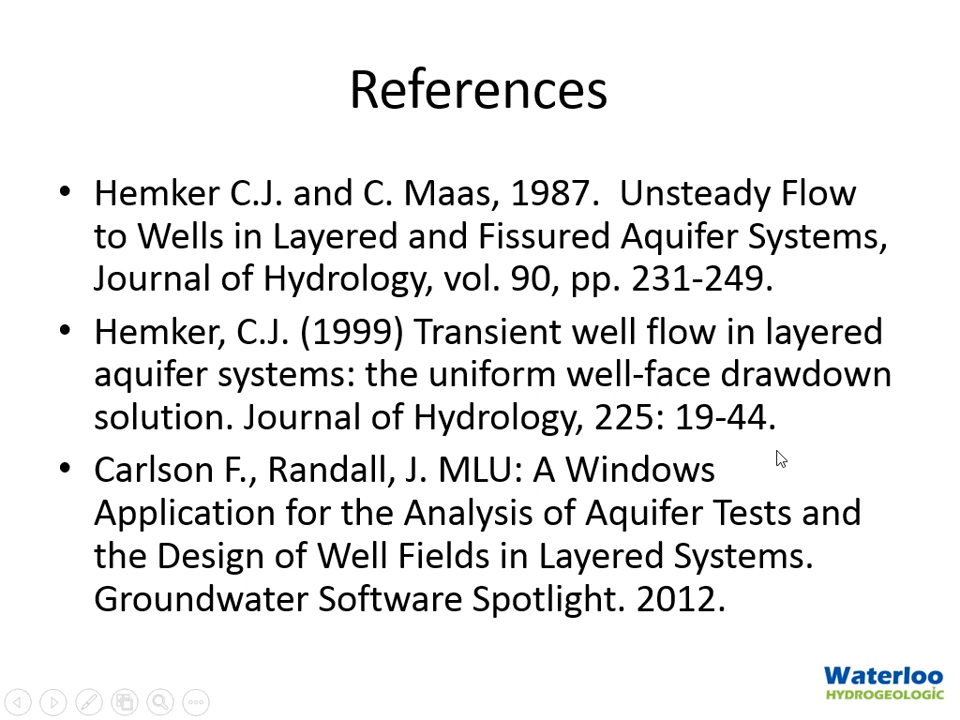 References
• Hemker C.J. and C. Maas, 1987.  Unsteady Flow
to Wells in Layered and Fissured Aquifer Systems,
Journal of Hydrology, vol. 90, pp. 231-249.
• Hemker, C.J. (1999) Transient well flow in layered
aquifer systems: the uniform well-face drawdown
solution. Journal of Hydrology, 225: 19-44.
• Carlson F., Randall, J. MLU: A Windows
Application for the Analysis of Aquifer Tests and
the Design of Well Fields in Layered Systems.
Groundwater Software Spotlight. 2012.
Waterloo
HYDROGEOLOGIC